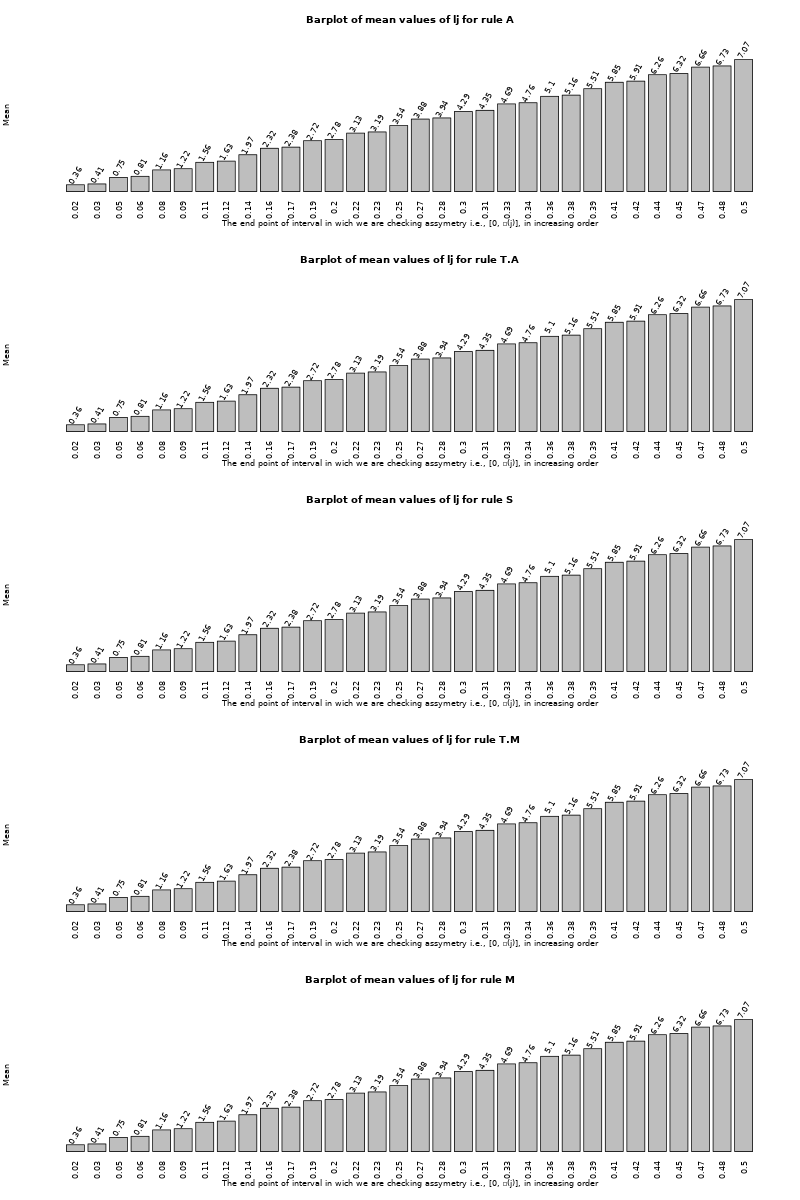 Barplot of mean values of lj for rule A
Mean
0.36 0.41 0.75 0.81 1.16 1.22 1.56 1.63 1.97 2.32 2.38 2.72 2.78 3.13 3.19 3.54 3.88 3.94 4.29 4.35 4.69 4.76 5.1 5.16 5.51 5.85 5.91 6.26 6.32 6.66 6.73 7.07
0.02 0.03 0.05 0.06 0.08 0.09 0.11 0.12 0.14 0.16 0.17 0.19 0.2 0.22 0.23 0.25 0.27 0.28 0.3 0.31 0.33 0.34 0.36 0.38 0.39 0.41 0.42 0.44 0.45 0.47 0.48 0.5
The end point of interval in wich we are checking assymetry i.e., [0, □(j)], in increasing order
Barplot of mean values of lj for rule T.A
Mean
0.36 0.41 0.75 0.81 1.16 1.22 1.56 1.63 1.97 2.32 2.38 2.72 2.78 3.13 3.19 3.54 3.88 3.94 4.29 4.35 4.69 4.76 5.1 5.16 5.51 5.85 5.91 6.26 6.32 6.66 6.73 7.07
0.02 0.03 0.05 0.06 0.08 0.09 0.11 0.12 0.14 0.16 0.17 0.19 0.2 0.22 0.23 0.25 0.27 0.28 0.3 0.31 0.33 0.34 0.36 0.38 0.39 0.41 0.42 0.44 0.45 0.47 0.48 0.5
The end point of interval in wich we are checking assymetry i.e., [0, □(j)], in increasing order
Barplot of mean values of lj for rule S
Mean
0.36 0.41 0.75 0.81 1.16 1.22 1.56 1.63 1.97 2.32 2.38 2.72 2.78 3.13 3.19 3.54 3.88 3.94 4.29 4.35 4.69 4.76 5.1 5.16 5.51 5.85 5.91 6.26 6.32 6.66 6.73 7.07
0.02 0.03 0.05 0.06 0.08 0.09 0.11 0.12 0.14 0.16 0.17 0.19 0.2 0.22 0.23 0.25 0.27 0.28 0.3 0.31 0.33 0.34 0.36 0.38 0.39 0.41 0.42 0.44 0.45 0.47 0.48 0.5
The end point of interval in wich we are checking assymetry i.e., [0, □(j)], in increasing order
Barplot of mean values of lj for rule T.M
Mean
0.36 0.41 0.75 0.81 1.16 1.22 1.56 1.63 1.97 2.32 2.38 2.72 2.78 3.13 3.19 3.54 3.88 3.94 4.29 4.35 4.69 4.76 5.1 5.16 5.51 5.85 5.91 6.26 6.32 6.66 6.73 7.07
0.02 0.03 0.05 0.06 0.08 0.09 0.11 0.12 0.14 0.16 0.17 0.19 0.2 0.22 0.23 0.25 0.27 0.28 0.3 0.31 0.33 0.34 0.36 0.38 0.39 0.41 0.42 0.44 0.45 0.47 0.48 0.5
The end point of interval in wich we are checking assymetry i.e., [0, □(j)], in increasing order
Barplot of mean values of lj for rule M
Mean
0.36 0.41 0.75 0.81 1.16 1.22 1.56 1.63 1.97 2.32 2.38 2.72 2.78 3.13 3.19 3.54 3.88 3.94 4.29 4.35 4.69 4.76 5.1 5.16 5.51 5.85 5.91 6.26 6.32 6.66 6.73 7.07
0.02 0.03 0.05 0.06 0.08 0.09 0.11 0.12 0.14 0.16 0.17 0.19 0.2 0.22 0.23 0.25 0.27 0.28 0.3 0.31 0.33 0.34 0.36 0.38 0.39 0.41 0.42 0.44 0.45 0.47 0.48 0.5
The end point of interval in wich we are checking assymetry i.e., [0, □(j)], in increasing order